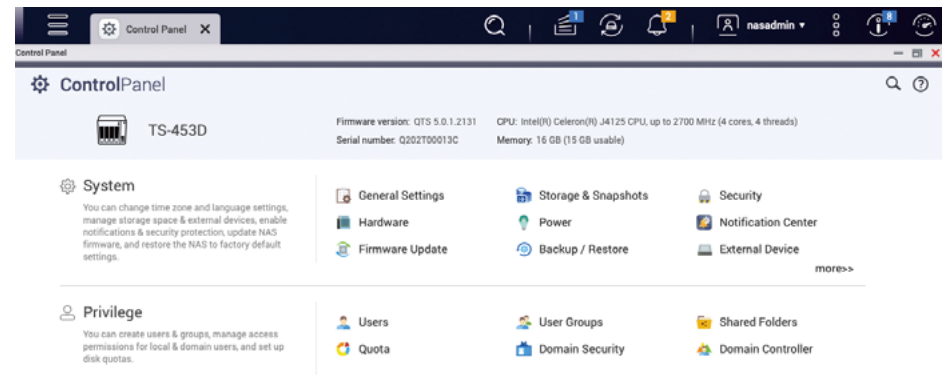 Control Panel
1
2
nasadmin
8
Control Panel
ControlPanel
TS-453D
Firmware version: QTS 5.0.1.2131
CPU: Intel(R) Celeron(R) J4125 CPU, up to 2700 MHz (4 cores, 4 threads)
Serial number: Q202T00013C
Memory: 16 GB (15 GB usable)
System
You can change time zone and language settings,
manage storage space & external devices, enable
notifications & security protection, update NAS
firmware, and restore the NAS to factory default
settings.
General Settings
Storage & Snapshots
Security
Hardware
Power
Notification Center
Firmware Update
Backup / Restore
External Device
more>>
Privilege
You can create users & groups, manage access
permissions for local & domain users, and set up
disk quotas.
Users
User Groups
Shared Folders
Quota
Domain Security
Domain Controller